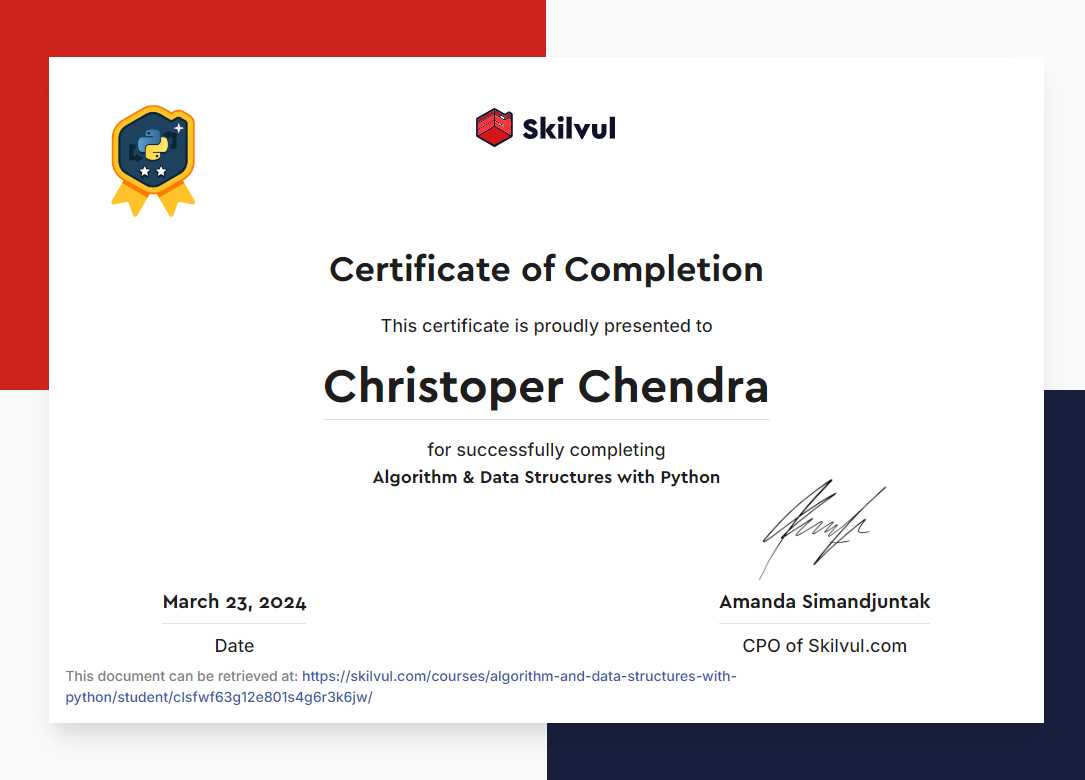 Skilvul
Certificate of Completion
This certificate is proudly presented to
Christoper Chendra
for successfully completing
Algorithm & Data Structures with Python
March 23, 2024
Date
Amanda Simandjuntak
CPO of Skilvul.com
This document can be retrieved at: https://skilvul.com/courses/algorithm-and-data-structures-with-
python/student/clsfwf63g12e801s4g6r3k6jw/